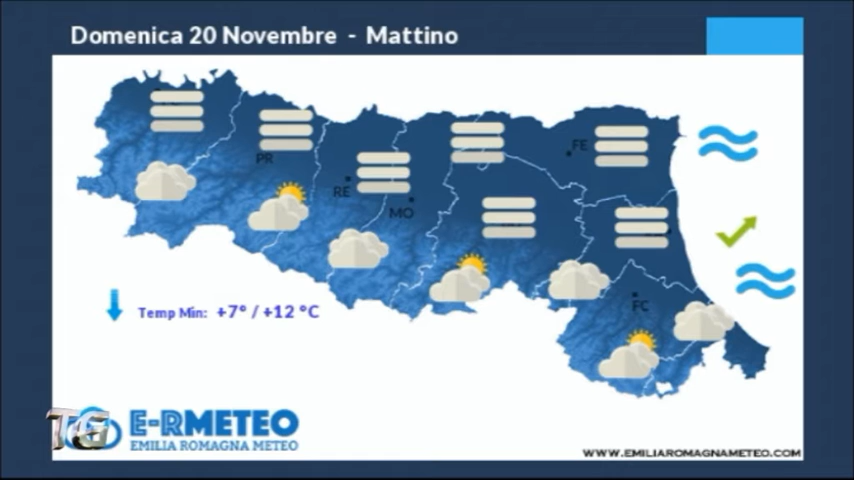 Domenica 20 Novembre - Mattino
PR
FE
RE
MO
FC
Temp Min: +7° / +12 °C
TG
E-RMETEO
EMILIA ROMAGNA METEO
WWW.EMILIAROMAGNAMETEO.COM